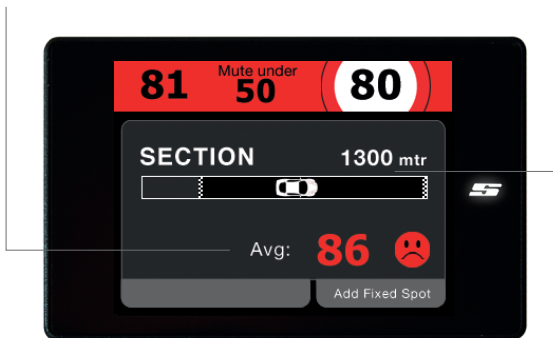 81 Mute under 50 80
SECTION 1300 mtr
Avg: 86
Add Fixed Spot